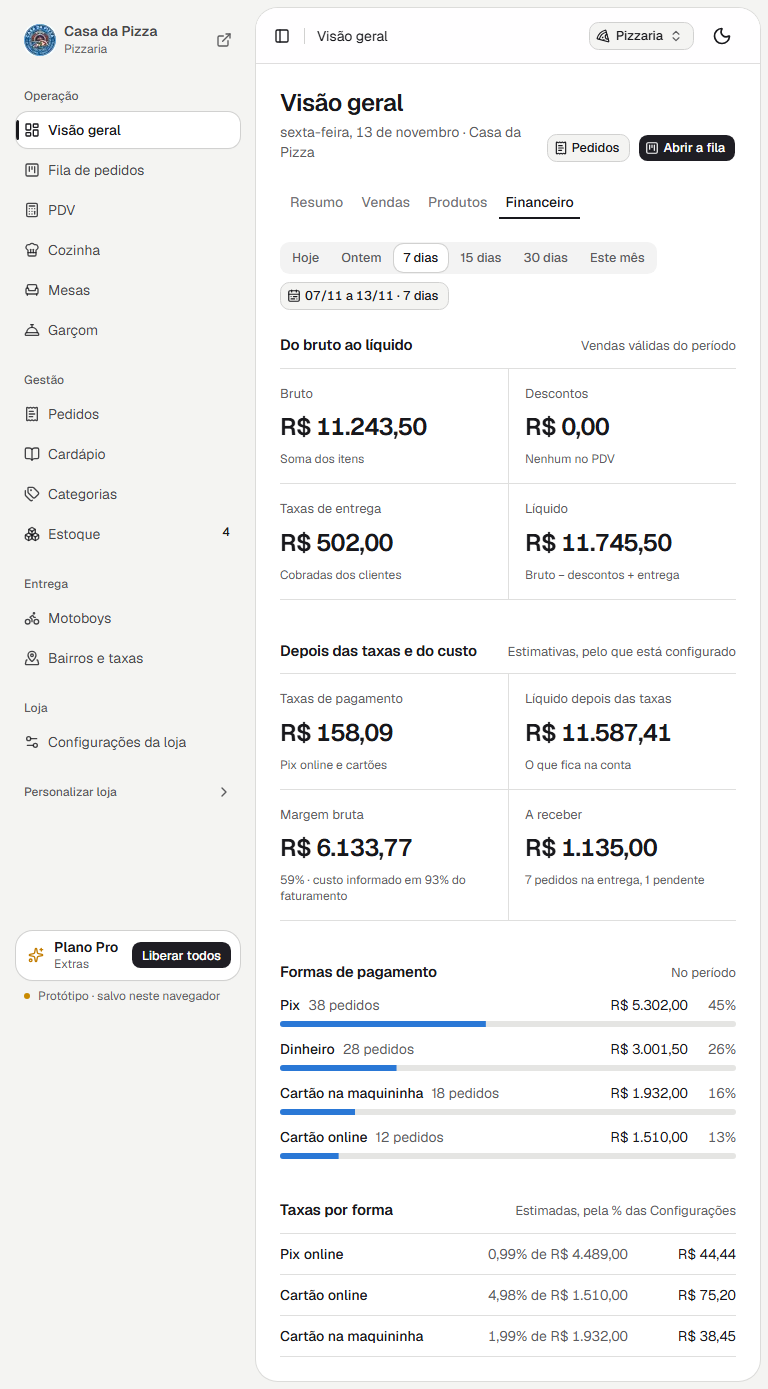 Casa da Pizza
Pizzaria
Operação
Visão geral
Fila de pedidos
PDV
Cozinha
Mesas
Garçom
Gestão
Pedidos
Cardápio
Categorias
Estoque 4
Entrega
Motoboys
Bairros e taxas
Loja
Configurações da loja
Personalizar loja
Plano Pro
Extras
Liberar todos
Protótipo · salvo neste navegador
Visão geral
Pizzaria
Visão geral
sexta-feira, 13 de novembro · Casa da
Pizza
Pedidos
Abrir a fila
Resumo Vendas Produtos Financeiro
Hoje Ontem 7 dias 15 dias 30 dias Este mês
07/11 a 13/11 · 7 dias
Do bruto ao líquido Vendas válidas do período
Bruto
R$ 11.243,50
Soma dos itens
Descontos
R$ 0,00
Nenhum no PDV
Taxas de entrega
R$ 502,00
Cobradas dos clientes
Líquido
R$ 11.745,50
Bruto − descontos + entrega
Depois das taxas e do custo Estimativas, pelo que está configurado
Taxas de pagamento
R$ 158,09
Pix online e cartões
Líquido depois das taxas
R$ 11.587,41
O que fica na conta
Margem bruta
R$ 6.133,77
59% · custo informado em 93% do
faturamento
A receber
R$ 1.135,00
7 pedidos na entrega, 1 pendente
Formas de pagamento No período
Pix 38 pedidos R$ 5.302,00 45%
Dinheiro 28 pedidos R$ 3.001,50 26%
Cartão na maquininha 18 pedidos R$ 1.932,00 16%
Cartão online 12 pedidos R$ 1.510,00 13%
Taxas por forma Estimadas, pela % das Configurações
Pix online 0,99% de R$ 4.489,00 R$ 44,44
Cartão online 4,98% de R$ 1.510,00 R$ 75,20
Cartão na maquininha 1,99% de R$ 1.932,00 R$ 38,45